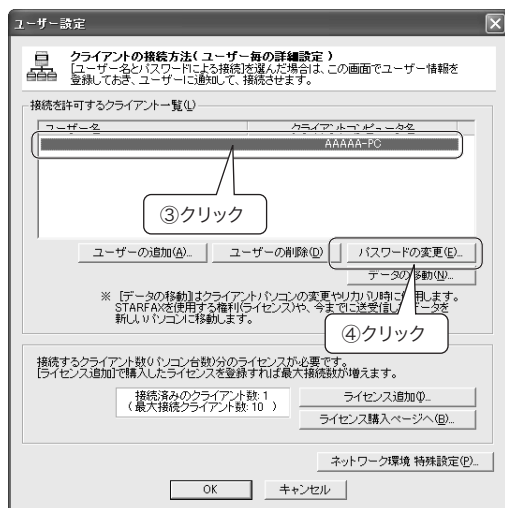 ユーザー設定
クライアントの接続方法( ユーザー毎の詳細設定 )
[ユーザー名とパスワードによる接続]を選んだ場合は、この画面でユーザー情報を
登録しておき、ユーザーに通知して、接続させます。
接続を許可するクライアント一覧(L)
ユーザー名 クライアントコンピュータ名
AAAAA-PC
③クリック
ユーザーの追加(A)... ユーザーの削除(D) パスワードの変更(E)...
データの移動(N)...
※ [データの移動]はクライアントパソコンの変更やリカバリ時に使用します。
STARFAXを使用する権利(ライセンス)や、今までに送受信したデータを
新しいパソコンに移動します。
④クリック
接続するクライアント数(パソコン台数)分のライセンスが必要です。
[ライセンス追加]で購入したライセンスを登録すれば最大接続数が増えます。
接続済みのクライアント数: 1
( 最大接続クライアント数: 10 )
ライセンス追加(I)...
ライセンス購入ページへ(B)...
ネットワーク環境 特殊設定(P)...
OK キャンセル